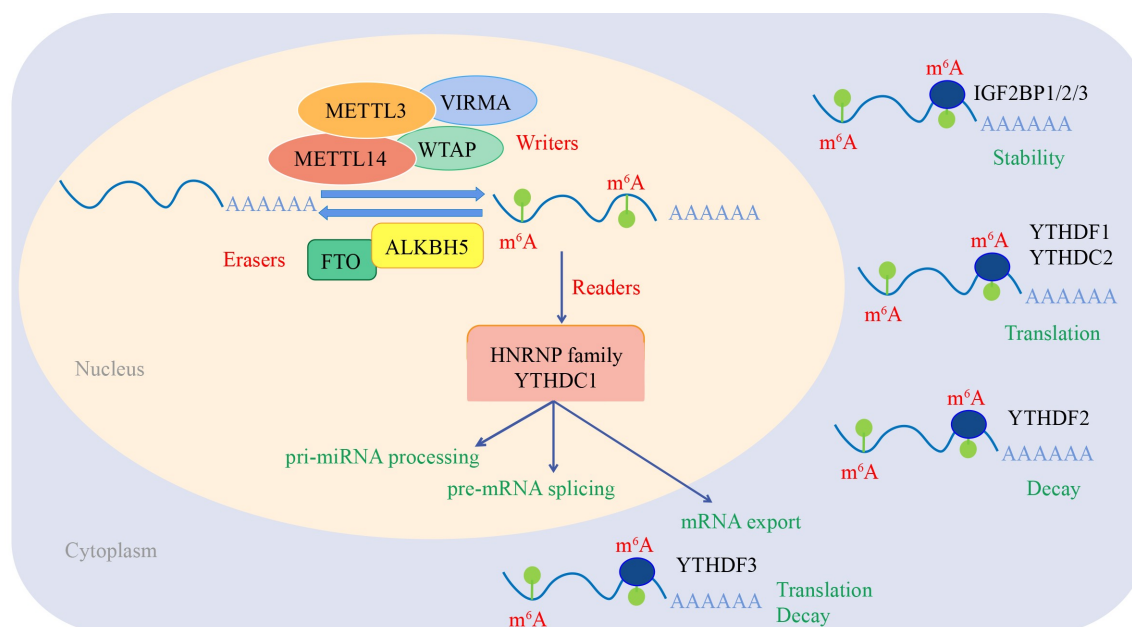 METTL3
VIRMA
METTL14
WTAP
Writers
AAAAAA
m⁶A
m⁶A
AAAAAA
Erasers
FTO
ALKBH5
Readers
HNRNP family
YTHDC1
Nucleus
pri-miRNA processing
pre-mRNA splicing
mRNA export
Cytoplasm
m⁶A
IGF2BP1/2/3
m⁶A
AAAAAA
Stability
m⁶A
YTHDF1
YTHDC2
m⁶A
AAAAAA
Translation
m⁶A
YTHDF2
m⁶A
AAAAAA
Decay
m⁶A
YTHDF3
m⁶A
AAAAAA
Translation
Decay